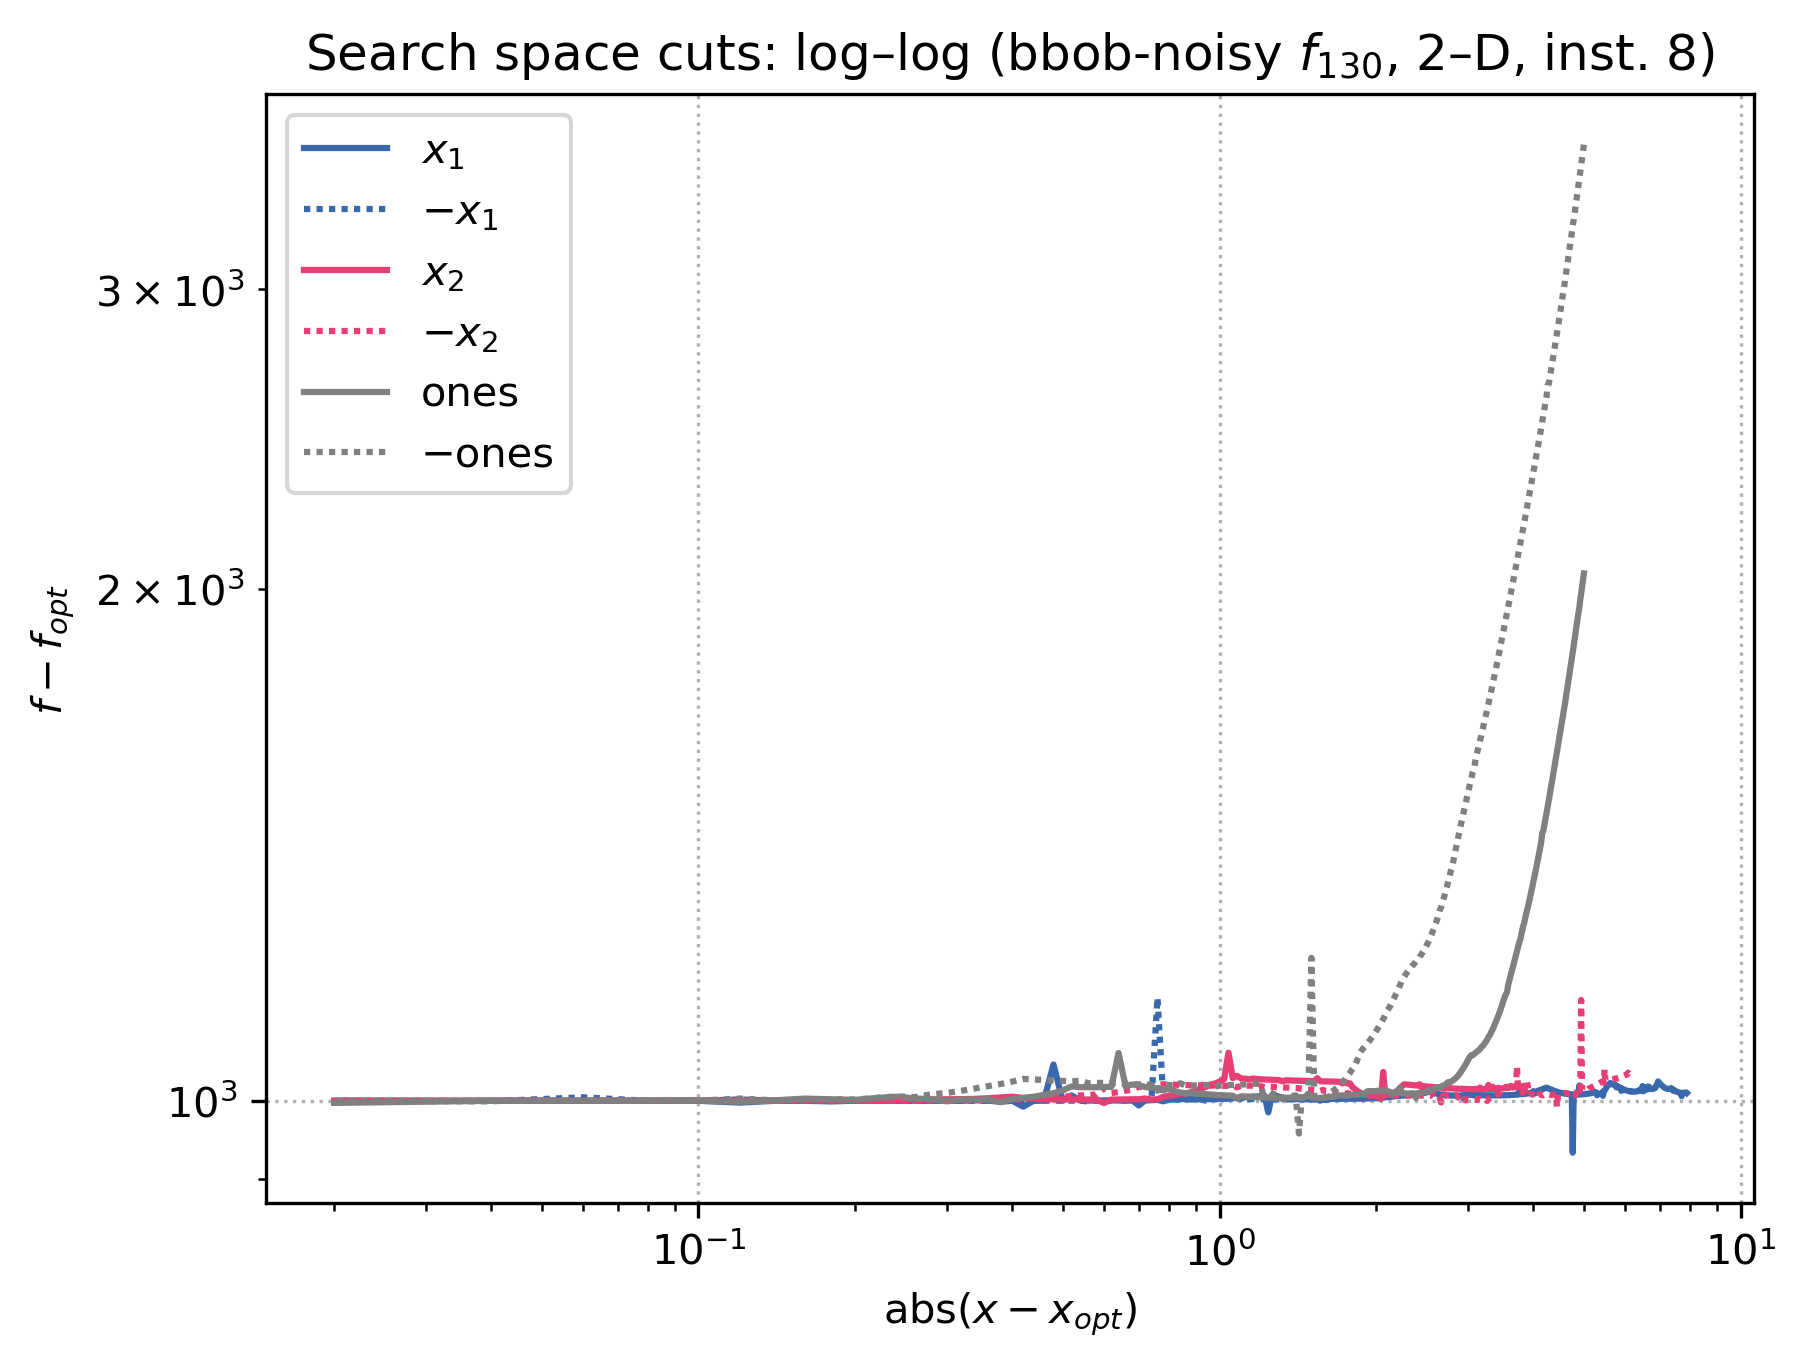 Search space cuts: log–log (bbob-noisy f₁₃₀, 2–D, inst. 8)
x₁
−x₁
x₂
−x₂
ones
−ones
3 × 10³
2 × 10³
10³
f − fₒₚₜ
10⁻¹
10⁰
10¹
abs(x − xₒₚₜ)